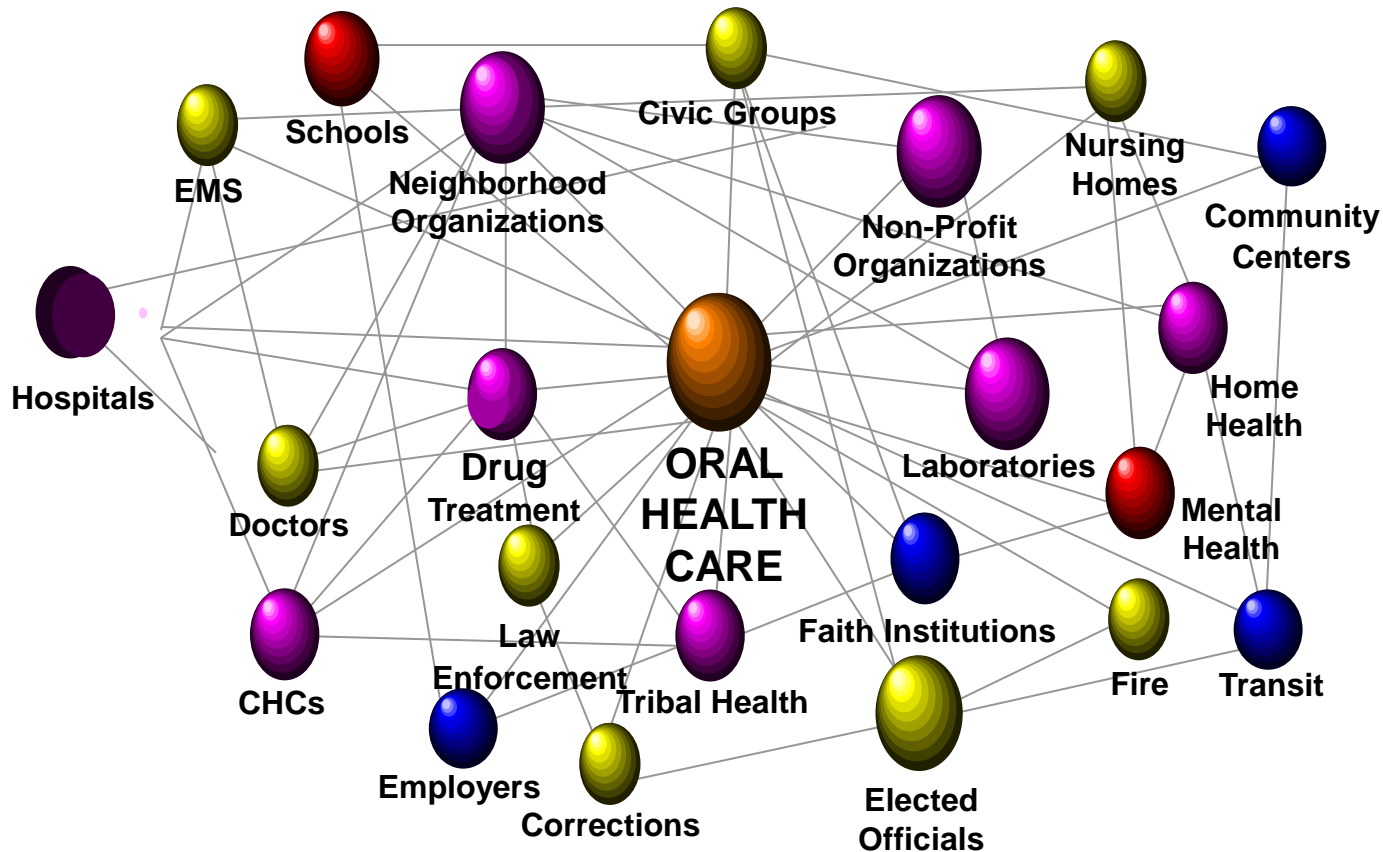 Civic Groups
Schools
Nursing
Homes
EMS
Neighborhood
Organizations
Non-Profit
Organizations
Community
Centers
Hospitals
Home
Health
Drug
Treatment
ORAL
HEALTH
CARE
Laboratories
Doctors
Mental
Health
Law
Enforcement
Faith Institutions
CHCs
Tribal Health
Fire
Transit
Employers
Corrections
Elected
Officials